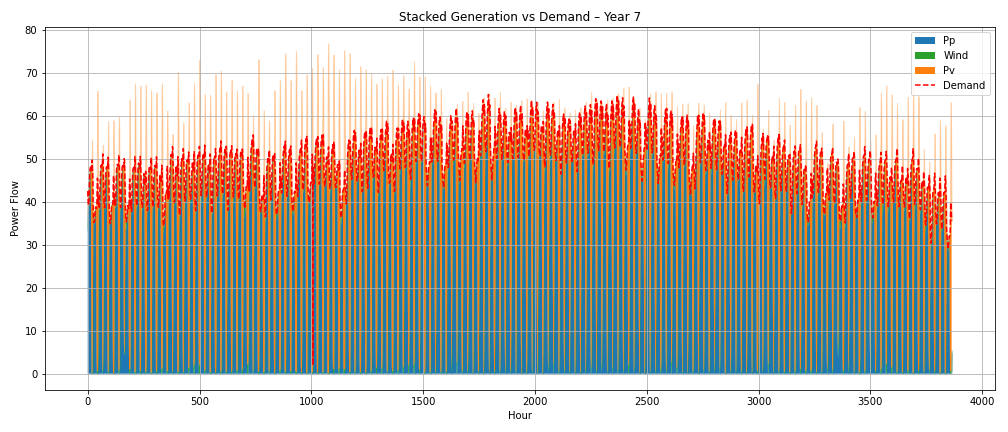 Stacked Generation vs Demand – Year 7
80
70
60
50
40
30
20
10
0
Power Flow
Pp
Wind
Pv
Demand
0
500
1000
1500
2000
2500
3000
3500
4000
Hour